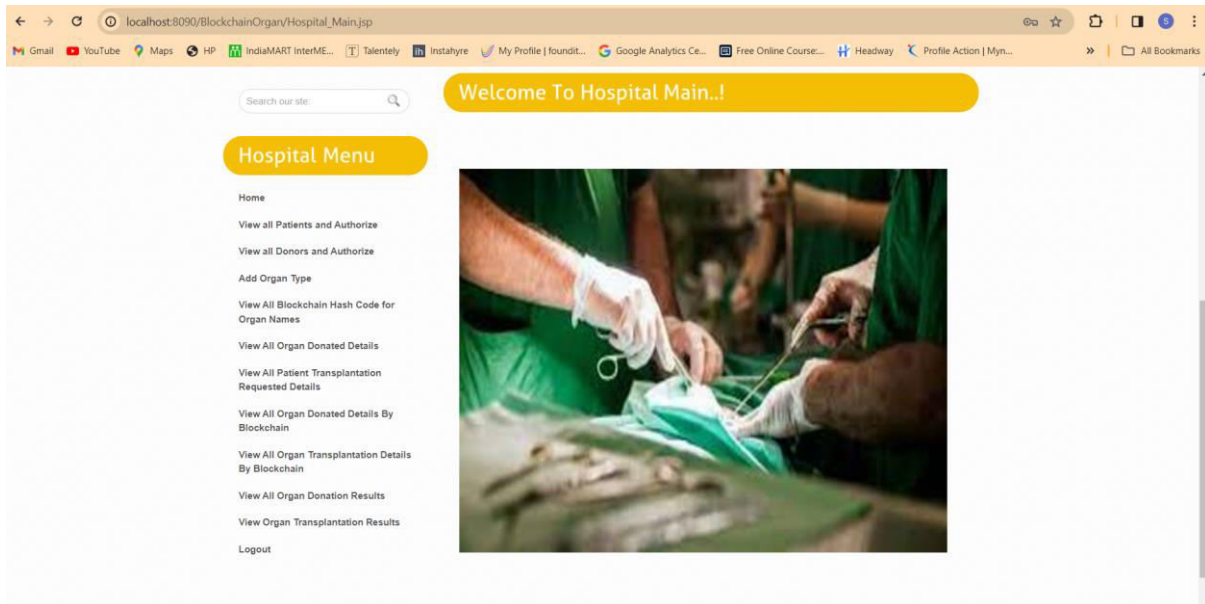 localhost:8090/BlockchainOrgan/Hospital_Main.jsp
S
Gmail YouTube Maps HP IndiaMART InterME... T Talentely Ih Instahyre My Profile | foundit... Google Analytics Ce... Free Online Course:... Headway Profile Action | Myn... » All Bookmarks
Search our ste:
Welcome To Hospital Main..!
Hospital Menu
Home
View all Patients and Authorize
View all Donors and Authorize
Add Organ Type
View All Blockchain Hash Code for
Organ Names
View All Organ Donated Details
View All Patient Transplantation
Requested Details
View All Organ Donated Details By
Blockchain
View All Organ Transplantation Details
By Blockchain
View All Organ Donation Results
View Organ Transplantation Results
Logout